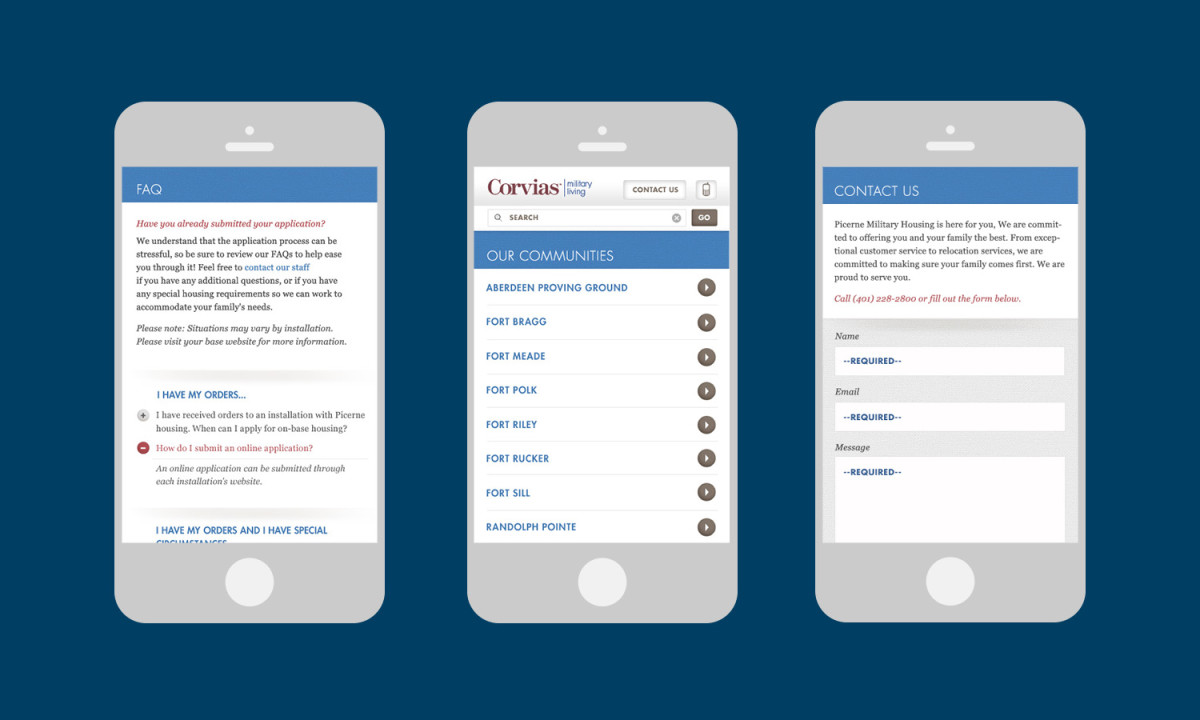 FAQ
Have you already submitted your application?
We understand that the application process can be
stressful, so be sure to review our FAQs to help ease
you through it! Feel free to contact our staff
if you have any additional questions, or if you have
any special housing requirements so we can work to
accommodate your family's needs.
Please note: Situations may vary by installation.
Please visit your base website for more information.
I HAVE MY ORDERS...
I have received orders to an installation with Picerne
housing. When can I apply for on-base housing?
How do I submit an online application?
An online application can be submitted through
each installation's website.
I HAVE MY ORDERS AND I HAVE SPECIAL
CIRCUMSTANCES
Corvias military living
CONTACT US
SEARCH
GO
OUR COMMUNITIES
ABERDEEN PROVING GROUND
FORT BRAGG
FORT MEADE
FORT POLK
FORT RILEY
FORT RUCKER
FORT SILL
RANDOLPH POINTE
CONTACT US
Picerne Military Housing is here for you, We are commit-
ted to offering you and your family the best. From excep-
tional customer service to relocation services, we are
committed to making sure your family comes first. We are
proud to serve you.
Call (401) 228-2800 or fill out the form below.
Name
--REQUIRED--
Email
--REQUIRED--
Message
--REQUIRED--